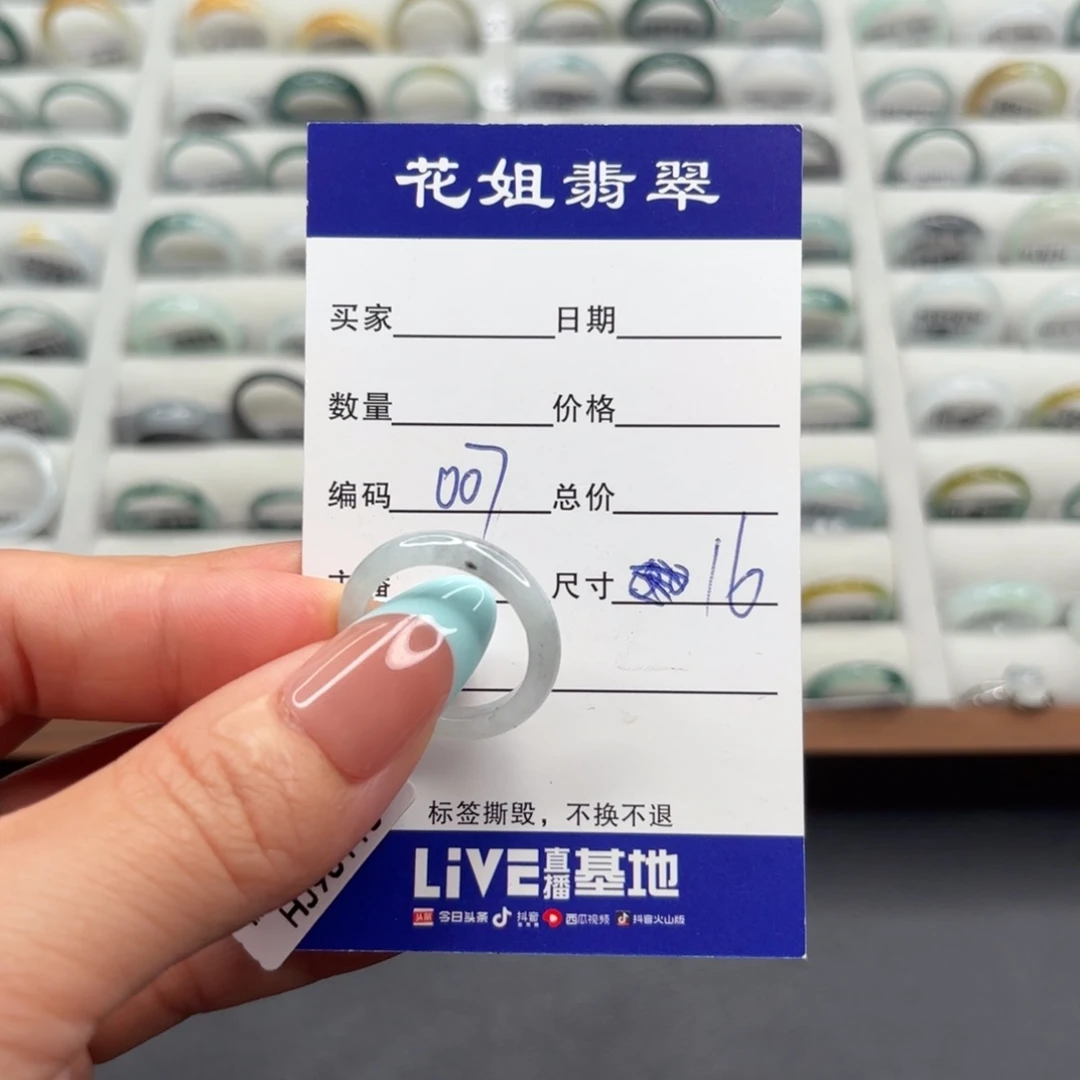 花姐翡翠
买家 日期
数量 价格
编码 007 总价
尺寸 16
标签撕毁，不换不退
LiVE直播基地
今日头条 抖音 西瓜视频 抖音火山版